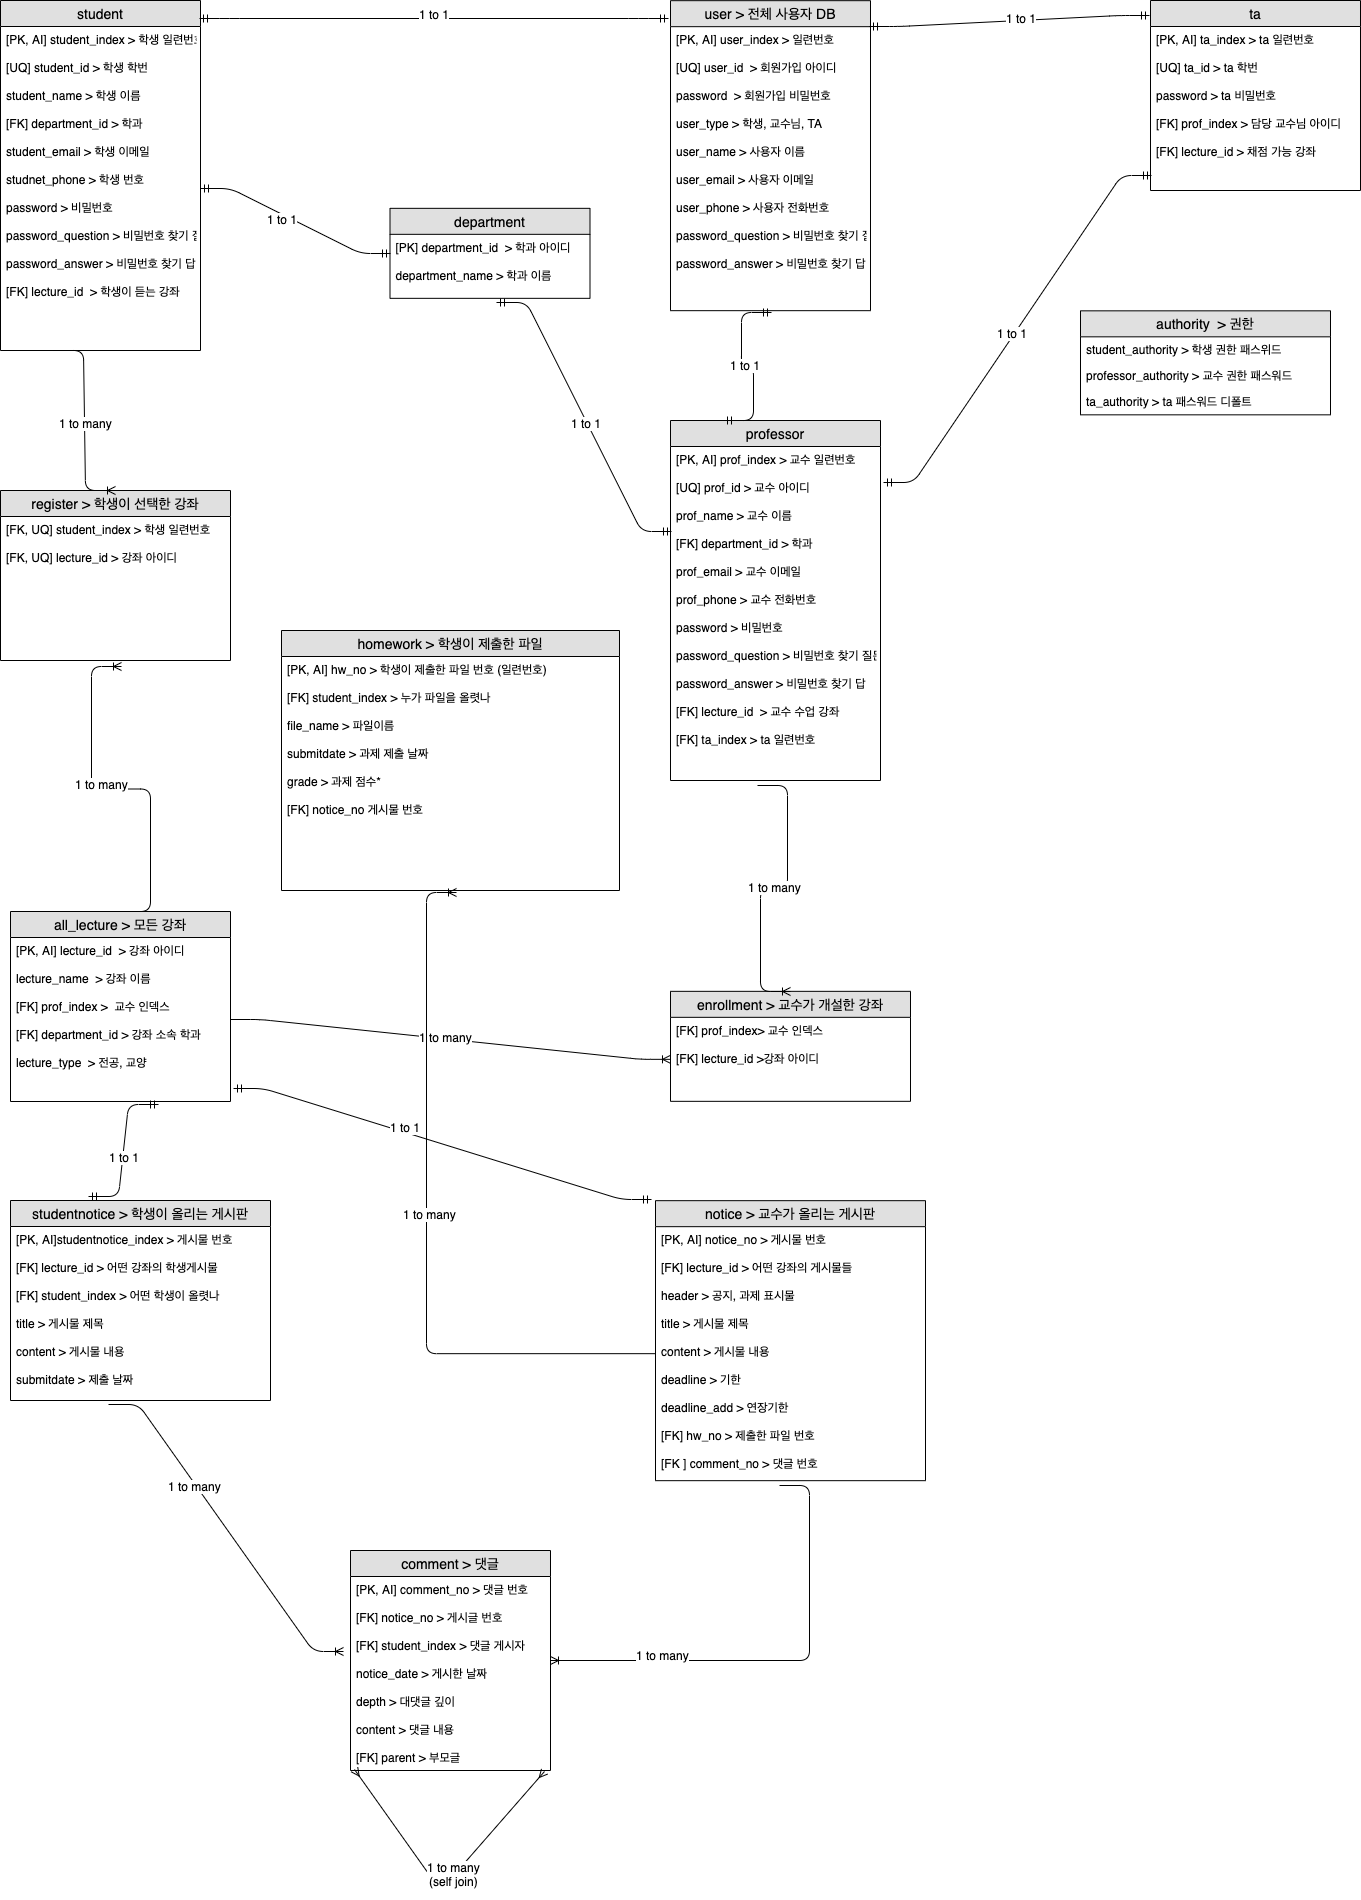 student
[PK, AI] student_index > 학생 일련번호
[UQ] student_id > 학생 학번
student_name > 학생 이름
[FK] department_id > 학과
student_email > 학생 이메일
studnet_phone > 학생 번호
password > 비밀번호
password_question > 비밀번호 찾기
password_answer > 비밀번호 찾기 답
[FK] lecture_id > 학생이 듣는 강좌
1 to 1
user > 전체 사용자 DB
[PK, AI] user_index > 일련번호
[UQ] user_id > 회원가입 아이디
password > 회원가입 비밀번호
user_type > 학생, 교수님, TA
user_name > 사용자 이름
user_email > 사용자 이메일
user_phone > 사용자 전화번호
password_question > 비밀번호 찾기
password_answer > 비밀번호 찾기 답
1 to 1
ta
[PK, AI] ta_index > ta 일련번호
[UQ] ta_id > ta 학번
password > ta 비밀번호
[FK] prof_index > 담당 교수님 아이디
[FK] lecture_id > 채점 가능 강좌
1 to 1
department
[PK] department_id > 학과 아이디
department_name > 학과 이름
1 to 1
1 to 1
1 to 1
authority > 권한
student_authority > 학생 권한 패스위드
professor_authority > 교수 권한 패스워드
ta_authority > ta 패스워드 디폴트
1 to many
register > 학생이 선택한 강좌
[FK, UQ] student_index > 학생 일련번호
[FK, UQ] lecture_id > 강좌 아이디
professor
[PK, AI] prof_index > 교수 일련번호
[UQ] prof_id > 교수 아이디
prof_name > 교수 이름
[FK] department_id > 학과
prof_email > 교수 이메일
prof_phone > 교수 전화번호
password > 비밀번호
password_question > 비밀번호 찾기 질문
password_answer > 비밀번호 찾기 답
[FK] lecture_id > 교수 수업 강좌
[FK] ta_index > ta 일련번호
homework > 학생이 제출한 파일
[PK, AI] hw_no > 학생이 제출한 파일 번호 (일련번호)
[FK] student_index > 누가 파일을 올렷나
file_name > 파일이름
submitdate > 과제 제출 날짜
grade > 과제 점수*
[FK] notice_no 게시물 번호
1 to many
1 to many
all_lecture > 모든 강좌
[PK, AI] lecture_id > 강좌 아이디
lecture_name > 강좌 이름
[FK] prof_index > 교수 인덱스
[FK] department_id > 강좌 소속 학과
lecture_type > 전공, 교양
1 to many
enrollment > 교수가 개설한 강좌
[FK] prof_index> 교수 인덱스
[FK] lecture_id >강좌 아이디
1 to 1
1 to 1
1 to many
studentnotice > 학생이 올리는 게시판
[PK, AI]studentnotice_index > 게시물 번호
[FK] lecture_id > 어떤 강좌의 학생게시물
[FK] student_index > 어떤 학생이 올렷나
title > 게시물 제목
content > 게시물 내용
submitdate > 제출 날짜
notice > 교수가 올리는 게시판
[PK, AI] notice_no > 게시물 번호
[FK] lecture_id > 어떤 강좌의 게시물들
header > 공지, 과제 표시물
title > 게시물 제목
content > 게시물 내용
deadline > 기한
deadline_add > 연장기한
[FK] hw_no > 제출한 파일 번호
[FK ] comment_no > 댓글 번호
1 to many
comment > 댓글
[PK, AI] comment_no > 댓글 번호
[FK] notice_no > 게시글 번호
[FK] student_index > 댓글 게시자
notice_date > 게시한 날짜
depth > 대댓글 깊이
content > 댓글 내용
[FK] parent > 부모글
1 to many
1 to many
(self join)